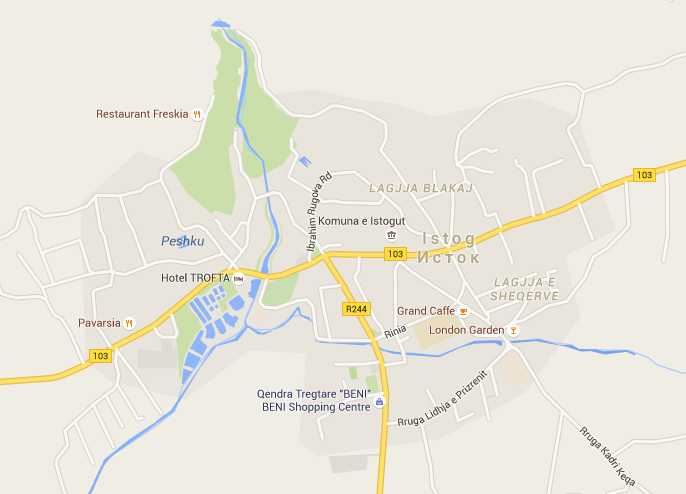 Restaurant Freskia
103
Ibrahim Rugova Rd
LAGJJA BLAKAJ
Komuna e Istogut
Peshku
Istog
Исток
103
Hotel TROFTA
LAGJJA E
SHEQERVE
R244
Grand Caffe
Pavarsia
Rinia
London Garden
103
Qendra Tregtare "BENI"
BENI Shopping Centre
Rruga Lidhja e Prizrenit
Rruga Kadri Keqa